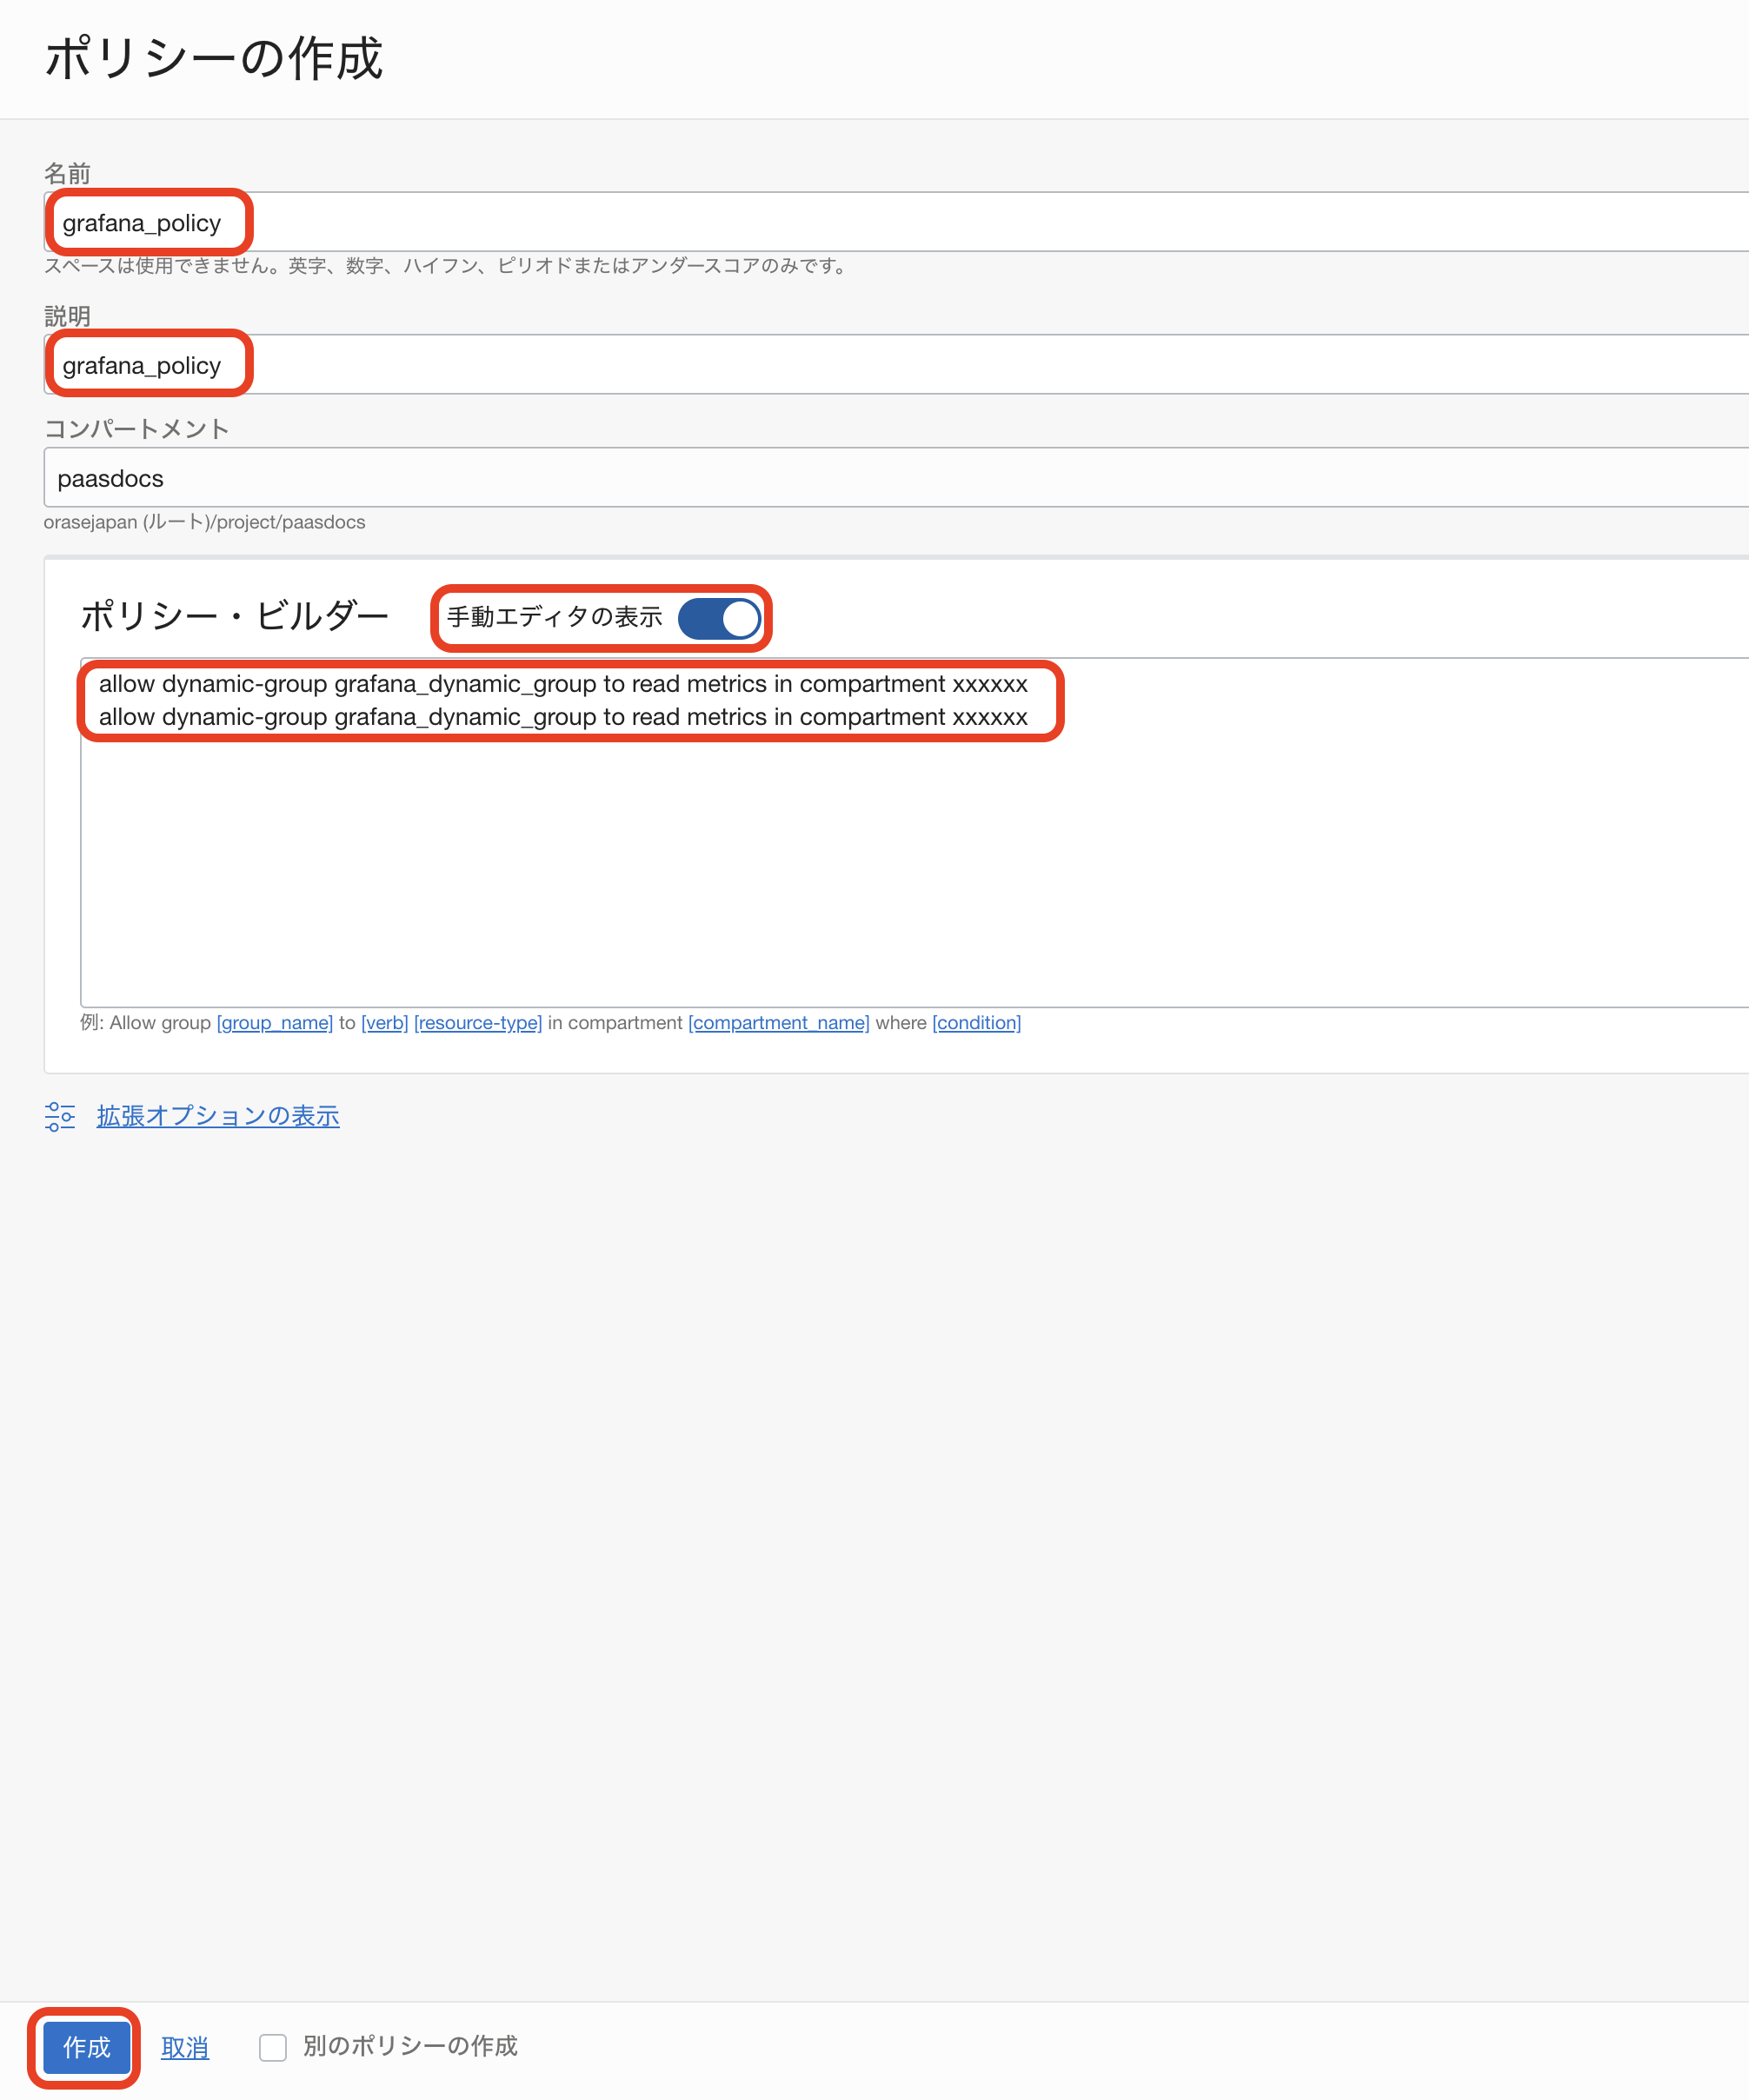 ポリシーの作成
名前
grafana_policy
スペースは使用できません。英字、数字、ハイフン、ピリオドまたはアンダースコアのみです。
説明
grafana_policy
コンパートメント
paasdocs
orasejapan (ルート)/project/paasdocs
ポリシー・ビルダー 手動エディタの表示
allow dynamic-group grafana_dynamic_group to read metrics in compartment xxxxxx
allow dynamic-group grafana_dynamic_group to read metrics in compartment xxxxxx
例: Allow group [group_name] to [verb] [resource-type] in compartment [compartment_name] where [condition]
拡張オプションの表示
作成 取消 別のポリシーの作成